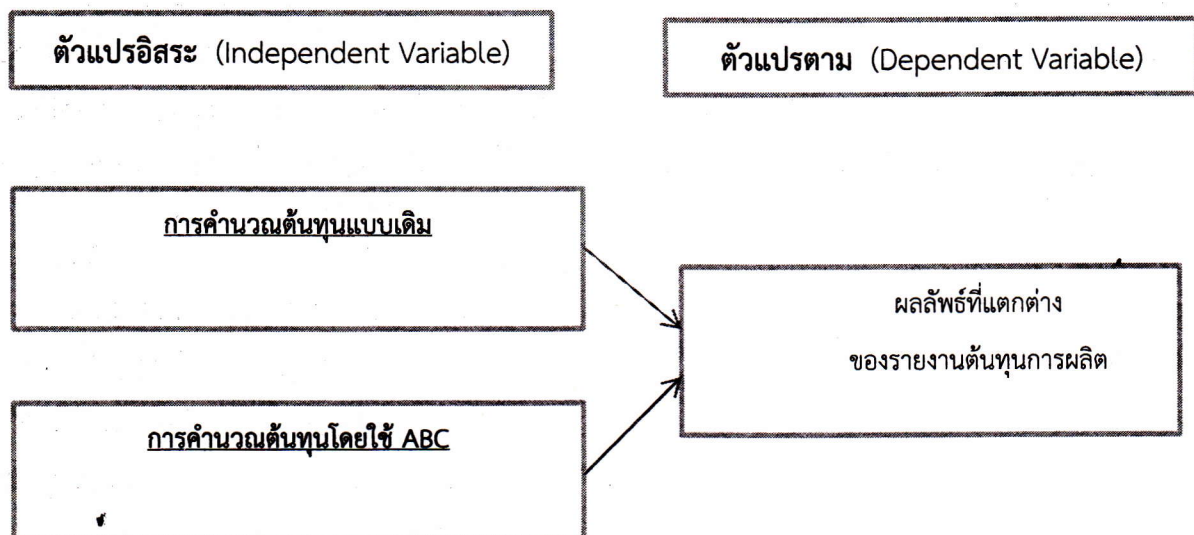 ตัวแปรอิสระ (Independent Variable)
ตัวแปรตาม (Dependent Variable)
การคำนวณต้นทุนแบบเดิม
ผลลัพธ์ที่แตกต่าง
ของรายงานต้นทุนการผลิต
การคำนวณต้นทุนโดยใช้ ABC